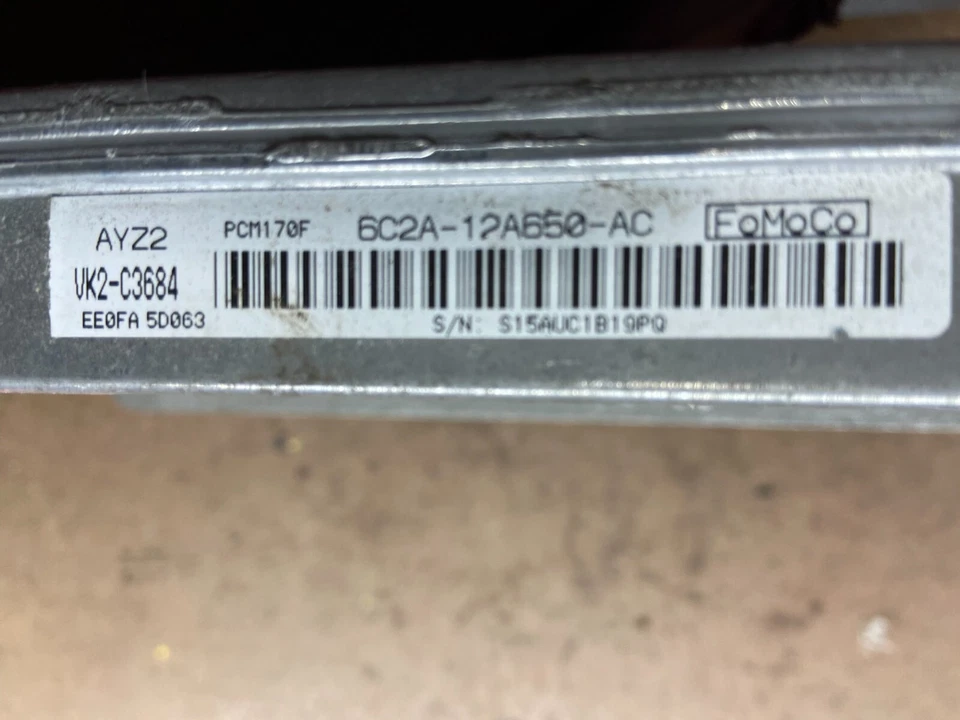 AYZ2 PCM170F 6C2A-12A650-AC FoMoCo
VK2-C3684
EE0FA 5D063
S/N: S15AUC1B19PQ